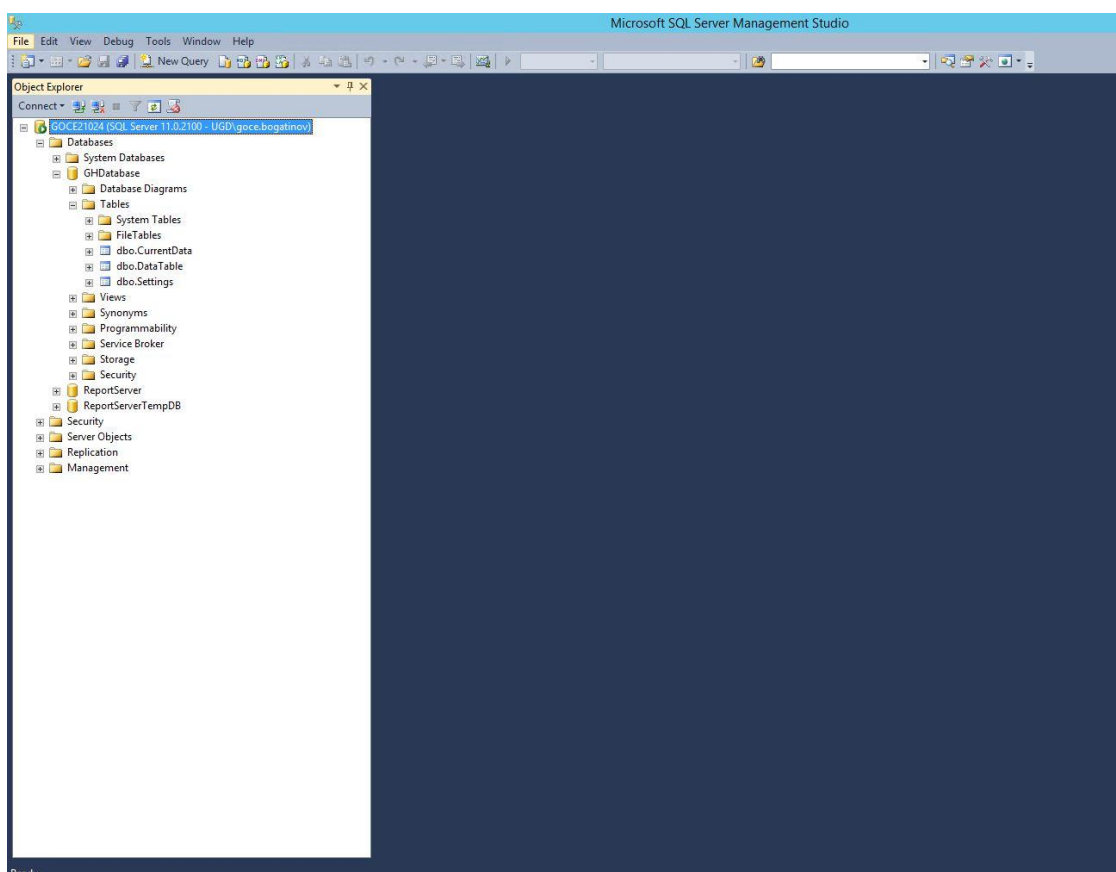 Microsoft SQL Server Management Studio
File Edit View Debug Tools Window Help
New Query
Object Explorer
Connect
GOCE21024 (SQL Server 11.0.2100 - UGD\goce.bogatinov)
Databases
System Databases
GHDatabase
Database Diagrams
Tables
System Tables
FileTables
dbo.CurrentData
dbo.DataTable
dbo.Settings
Views
Synonyms
Programmability
Service Broker
Storage
Security
ReportServer
ReportServerTempDB
Security
Server Objects
Replication
Management